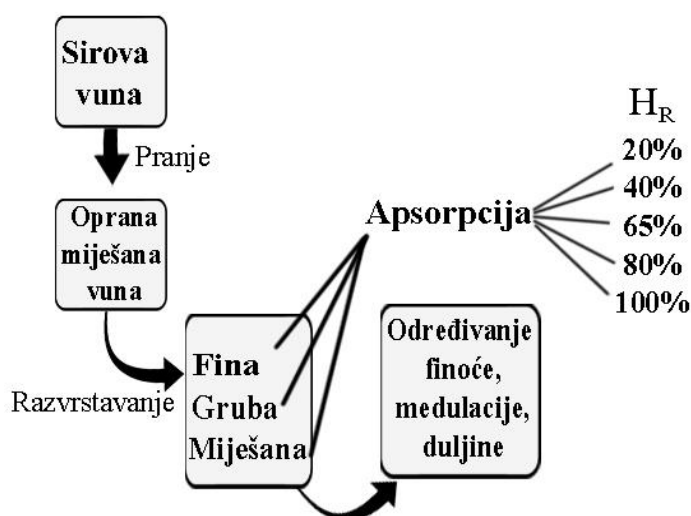 Sirova
vuna
Pranje
Oprana
miješana
vuna
Razvrstavanje
Fina
Gruba
Miješana
Određivanje
finoće,
medulacije,
duljine
Apsorpcija
H_R
20%
40%
65%
80%
100%